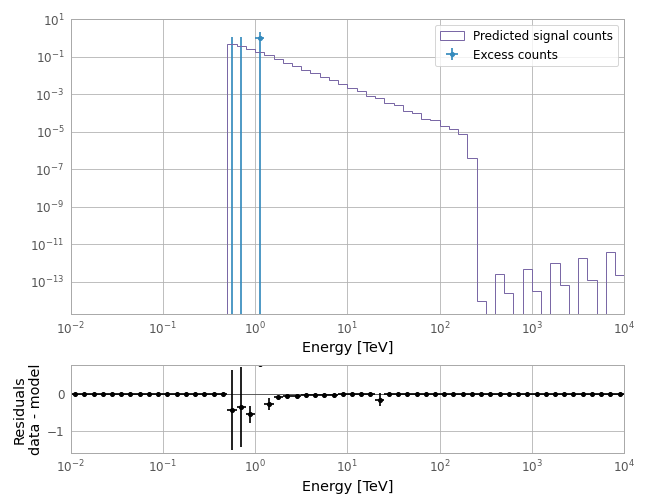 10^1
10^-1
10^-3
10^-5
10^-7
10^-9
10^-11
10^-13
Predicted signal counts
Excess counts
10^-2 10^-1 10^0 10^1 10^2 10^3 10^4
Energy [TeV]
Residuals
data - model
0
−1
10^-2 10^-1 10^0 10^1 10^2 10^3 10^4
Energy [TeV]